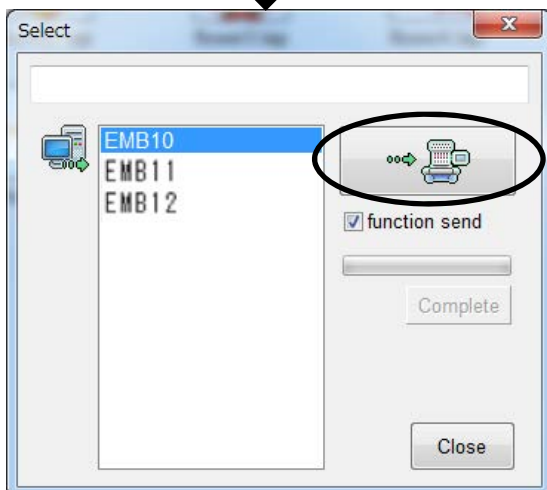 Select
EMB10
EMB11
EMB12
function send
Complete
Close